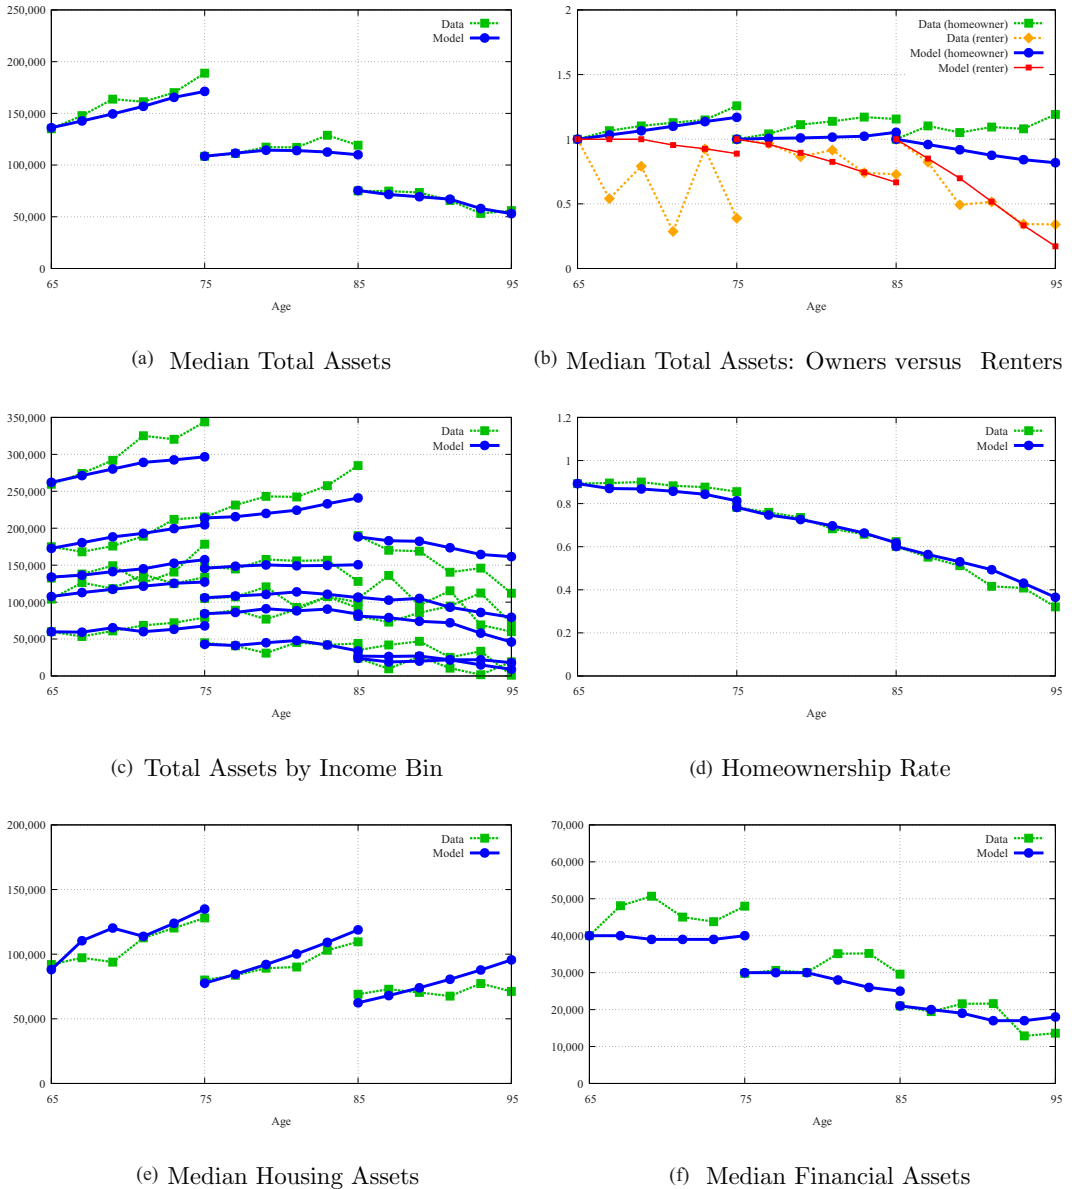 250,000
200,000
150,000
100,000
50,000
0
65
75
85
95
Age
Data
Model
(a) Median Total Assets
2
1.5
1
0.5
0
65
75
85
95
Age
Data (homeowner)
Data (renter)
Model (homeowner)
Model (renter)
(b) Median Total Assets: Owners versus Renters
350,000
300,000
250,000
200,000
150,000
100,000
50,000
0
65
75
85
95
Age
Data
Model
(c) Total Assets by Income Bin
1.2
1
0.8
0.6
0.4
0.2
0
65
75
85
95
Age
Data
Model
(d) Homeownership Rate
200,000
150,000
100,000
50,000
0
65
75
85
95
Age
Data
Model
(e) Median Housing Assets
70,000
60,000
50,000
40,000
30,000
20,000
10,000
0
65
75
85
95
Age
Data
Model
(f) Median Financial Assets